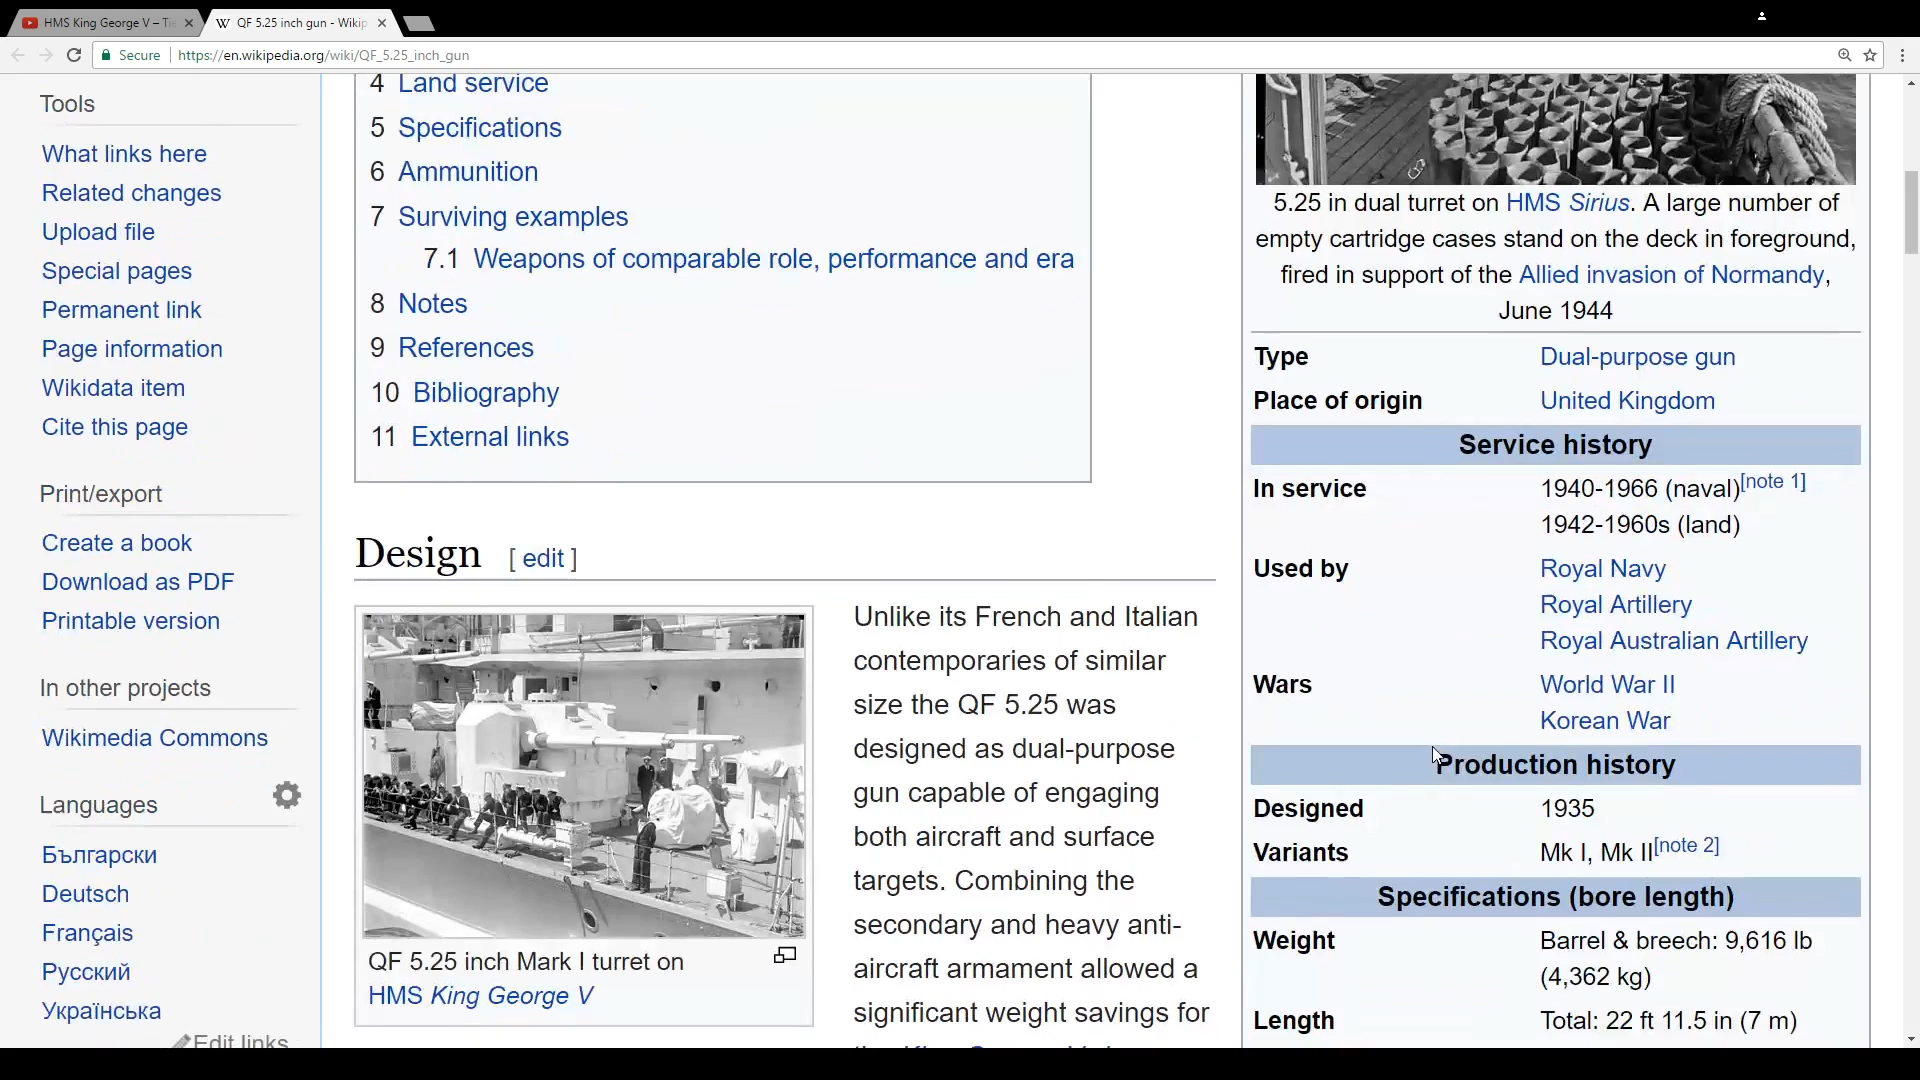 HMS King George V – Tie
QF 5.25 inch gun - Wikip
Secure
https://en.wikipedia.org/wiki/QF_5.25_inch_gun
Tools
What links here
Related changes
Upload file
Special pages
Permanent link
Page information
Wikidata item
Cite this page
Print/export
Create a book
Download as PDF
Printable version
In other projects
Wikimedia Commons
Languages
Български
Deutsch
Français
Русский
Українська
Edit links
4 Land service
5 Specifications
6 Ammunition
7 Surviving examples
7.1 Weapons of comparable role, performance and era
8 Notes
9 References
10 Bibliography
11 External links
Design [ edit ]
QF 5.25 inch Mark I turret on
HMS King George V
Unlike its French and Italian
contemporaries of similar
size the QF 5.25 was
designed as dual-purpose
gun capable of engaging
both aircraft and surface
targets. Combining the
secondary and heavy anti-
aircraft armament allowed a
significant weight savings for
5.25 in dual turret on HMS Sirius. A large number of
empty cartridge cases stand on the deck in foreground,
fired in support of the Allied invasion of Normandy,
June 1944
Type Dual-purpose gun
Place of origin United Kingdom
Service history
In service 1940-1966 (naval)[note 1]
1942-1960s (land)
Used by Royal Navy
Royal Artillery
Royal Australian Artillery
Wars World War II
Korean War
Production history
Designed 1935
Variants Mk I, Mk II[note 2]
Specifications (bore length)
Weight Barrel & breech: 9,616 lb
(4,362 kg)
Length Total: 22 ft 11.5 in (7 m)